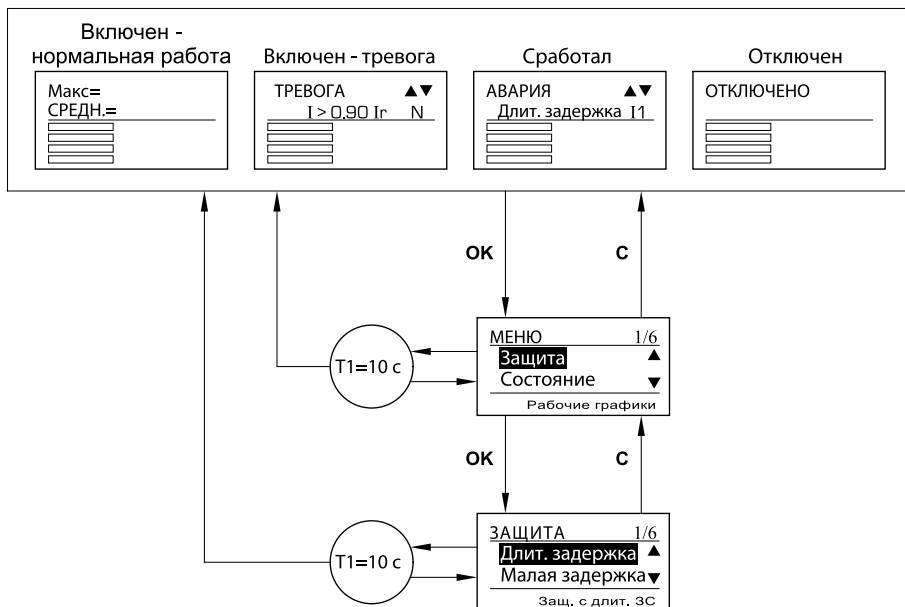 Включен -
нормальная работа
Включен - тревога
Сработал
Отключен
Макс=
СРЕДН.=
ТРЕВОГА ▲▼
I > 0,90 Ir N
АВАРИЯ ▲▼
Длит. задержка I1
ОТКЛЮЧЕНО
OK
C
МЕНЮ 1/6
Защита ▲
Состояние ▼
Рабочие графики
T1=10 с
OK
C
ЗАЩИТА 1/6
Длит. задержка ▲
Малая задержка ▼
Защ. с длит. ЗС
T1=10 с